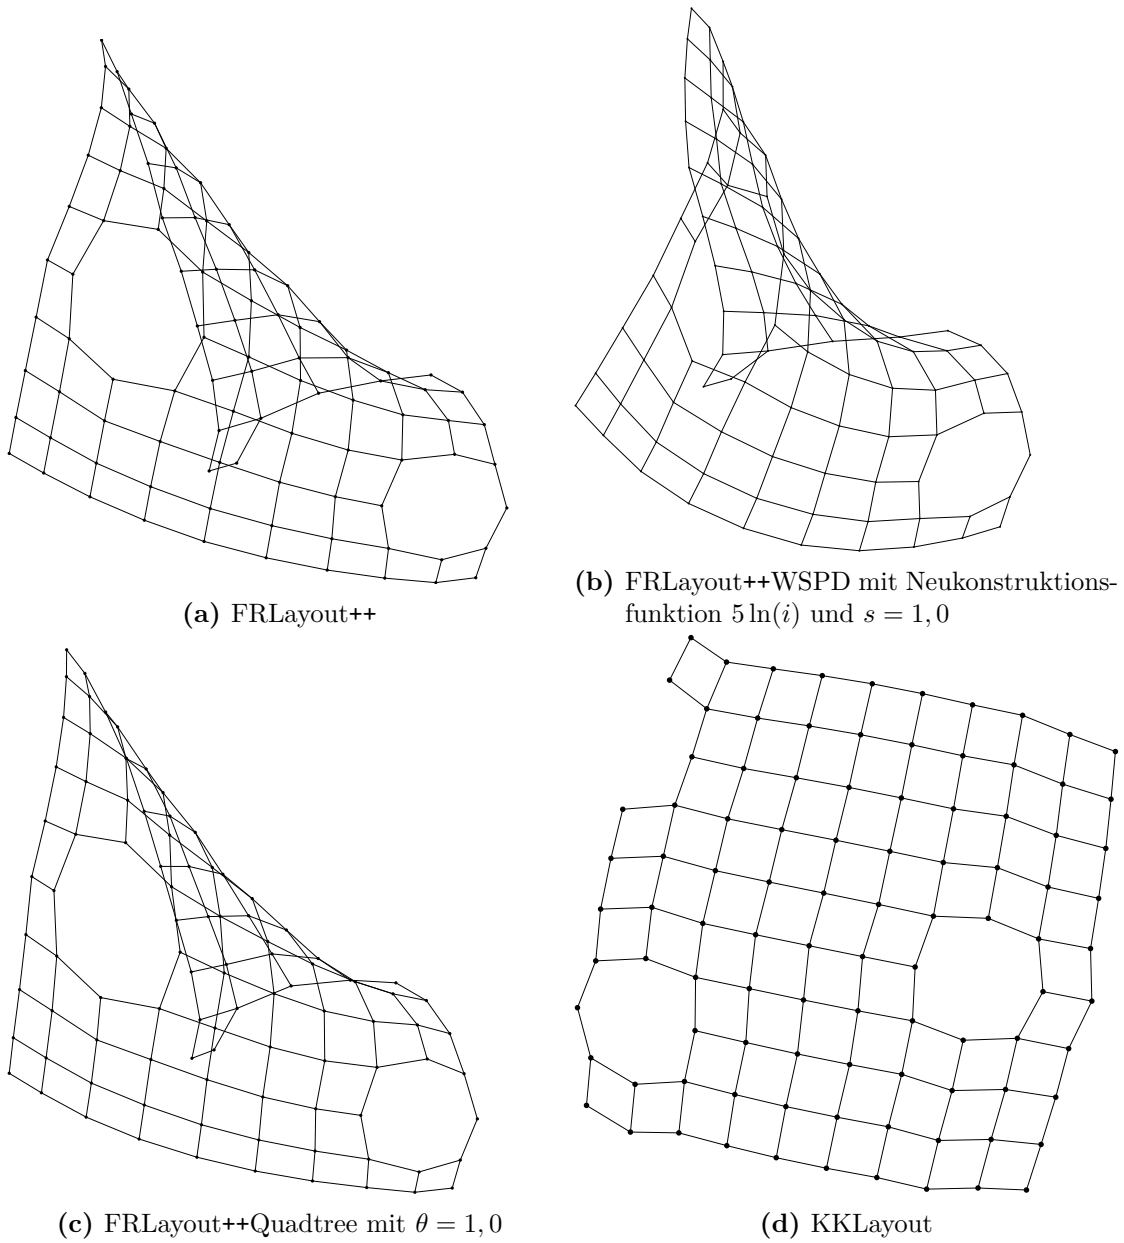 (a) FRLayout++
(b) FRLayout++WSPD mit Neukonstruktions-
funktion 5 ln(i) und s = 1, 0
(c) FRLayout++Quadtree mit θ = 1, 0
(d) KKLayout